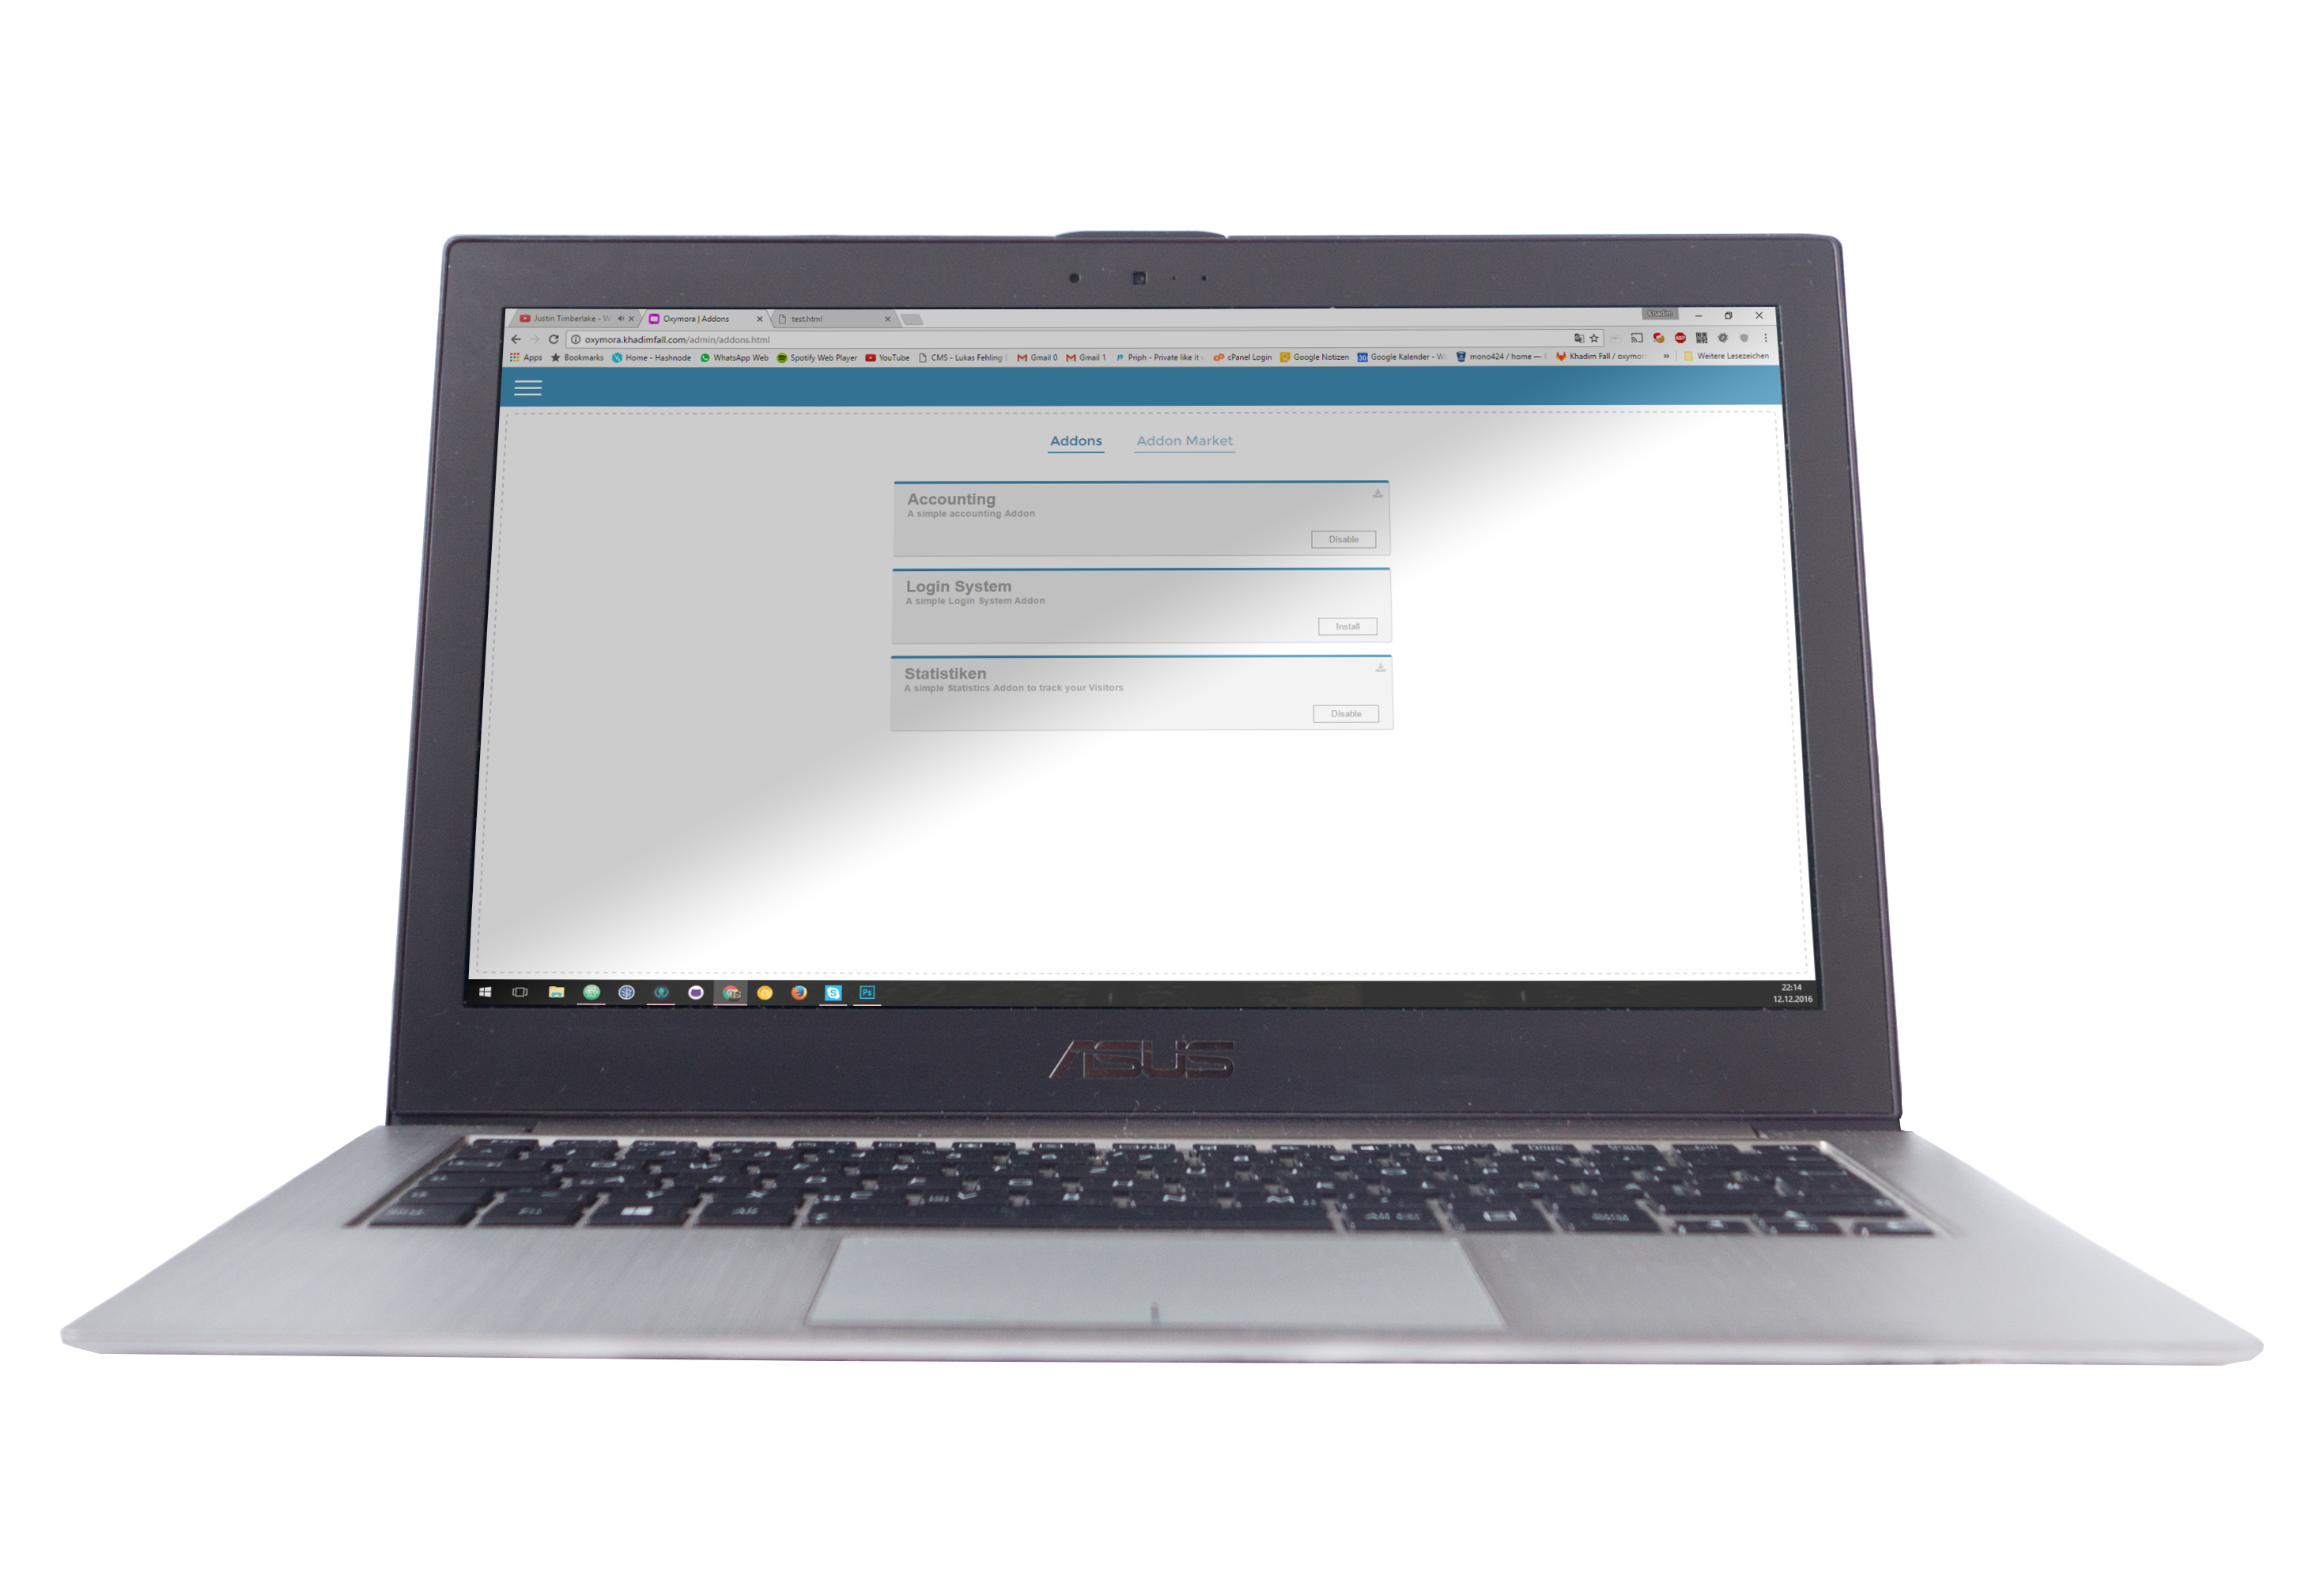 Justin Timberlake - W
Oxymora | Addons
test.html
Khadim
oxymora.khadimfall.com/admin/addons.html
Apps Bookmarks Home - Hashnode WhatsApp Web Spotify Web Player YouTube CMS - Lukas Fehling Gmail 0 Gmail 1 Priph - Private like it cPanel Login Google Notizen Google Kalender - Wo mono424 / home — Khadim Fall / oxymor » Weitere Lesezeichen
Addons Addon Market
Accounting
A simple accounting Addon
Disable
Login System
A simple Login System Addon
Install
Statistiken
A simple Statistics Addon to track your Visitors
Disable
22:14
12.12.2016
ASUS